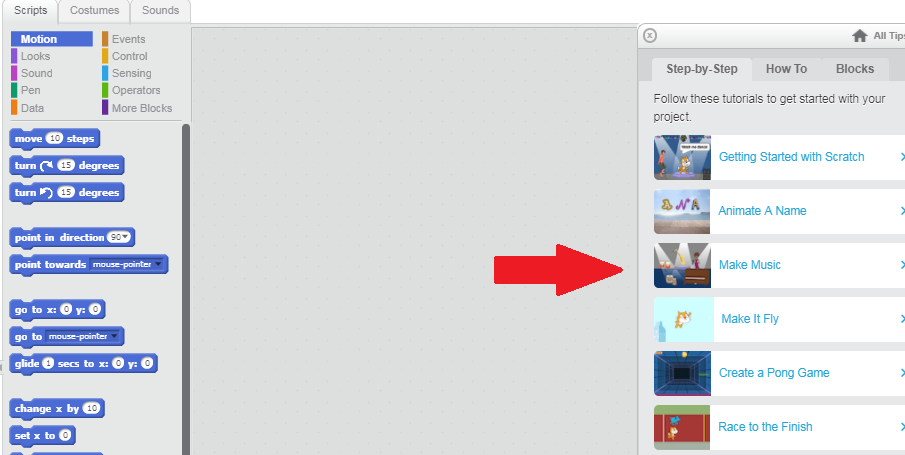 Scripts Costumes Sounds
Motion Events
Looks Control
Sound Sensing
Pen Operators
Data More Blocks
move 10 steps
turn 15 degrees
turn 15 degrees
point in direction 90
point towards mouse-pointer
go to x: 0 y: 0
go to mouse-pointer
glide 1 secs to x: 0 y: 0
change x by 10
set x to 0
All Tips
Step-by-Step How To Blocks
Follow these tutorials to get started with your
project.
Getting Started with Scratch
Animate A Name
Make Music
Make It Fly
Create a Pong Game
Race to the Finish